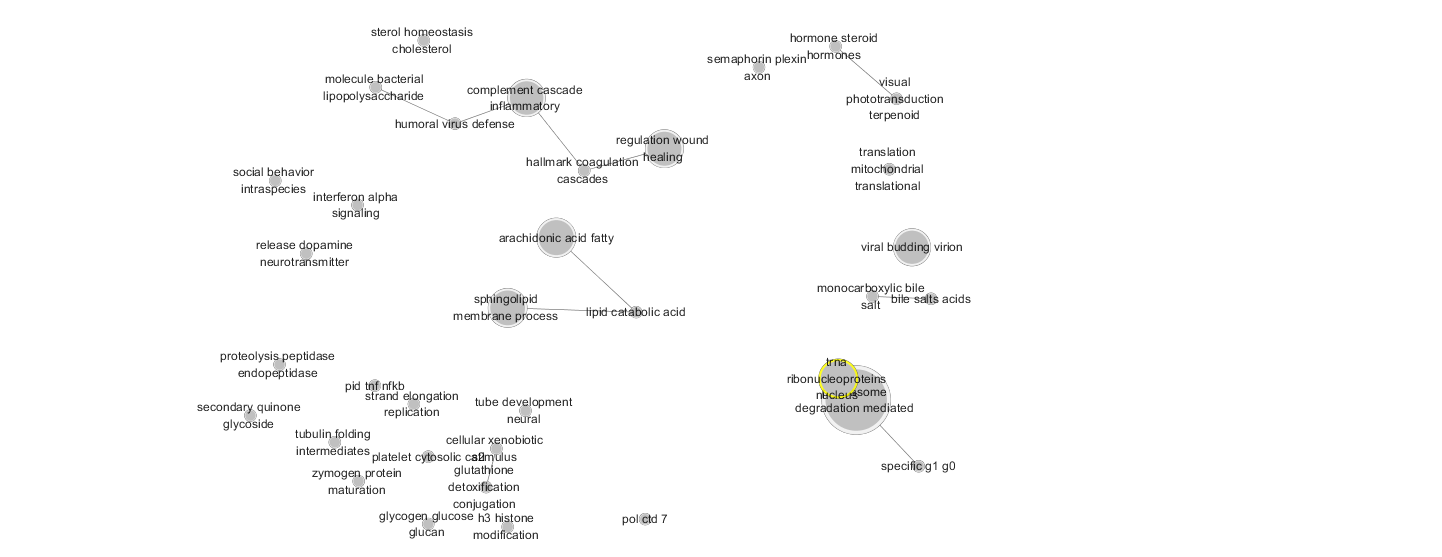 sterol homeostasis
cholesterol
molecule bacterial
lipopolysaccharide
complement cascade
inflammatory
humoral virus defense
regulation wound
healing
hallmark coagulation
cascades
semaphorin plexin
axon
hormone steroid
hormones
visual
phototransduction
terpenoid
translation
mitochondrial
translational
social behavior
intraspecies
interferon alpha
signaling
release dopamine
neurotransmitter
arachidonic acid fatty
viral budding virion
sphingolipid
membrane process
lipid catabolic acid
monocarboxylic bile
salt
bile salts acids
proteolysis peptidase
endopeptidase
pid tnf nfkb
strand elongation
replication
secondary quinone
glycoside
tube development
neural
tubulin folding
intermediates
platelet cytosolic ca2
cellular xenobiotic
stimulus
glutathione
detoxification
conjugation
zymogen protein
maturation
glycogen glucose
glucan
h3 histone
modification
pol ctd 7
trna
ribonucleoproteins
nucleus
degradation mediated
specific g1 g0